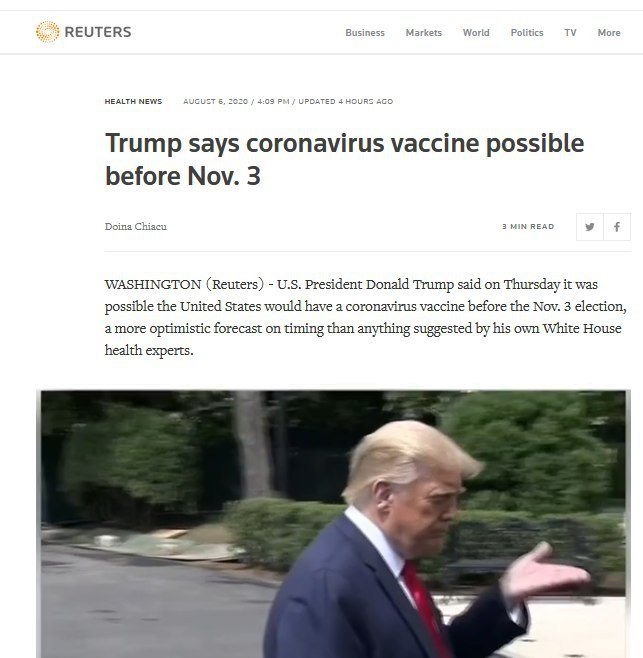 REUTERS
Business Markets World Politics TV More
HEALTH NEWS AUGUST 6, 2020 / 4:09 PM / UPDATED 4 HOURS AGO
Trump says coronavirus vaccine possible
before Nov. 3
Doina Chiacu
3 MIN READ
WASHINGTON (Reuters) - U.S. President Donald Trump said on Thursday it was
possible the United States would have a coronavirus vaccine before the Nov. 3 election,
a more optimistic forecast on timing than anything suggested by his own White House
health experts.